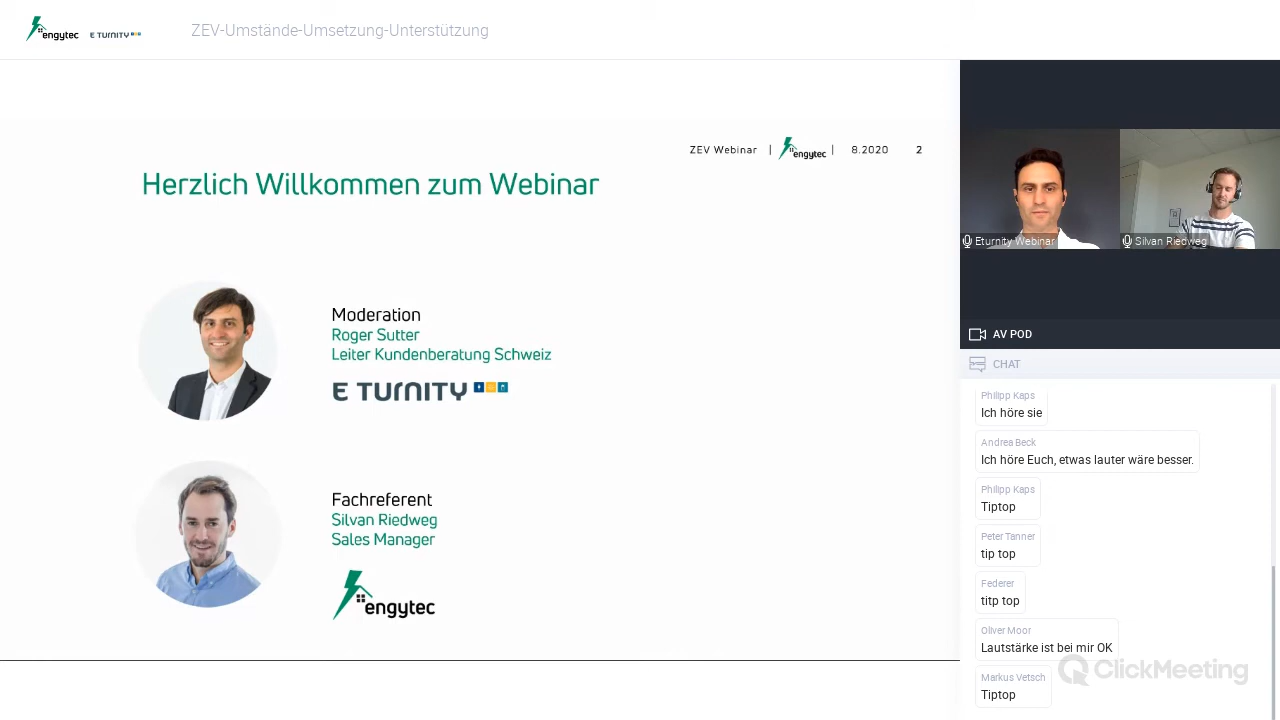 engytec
E TURNITY
ZEV-Umstände-Umsetzung-Unterstützung
ZEV Webinar | engytec | 8.2020 2
Herzlich Willkommen zum Webinar
Moderation
Roger Sutter
Leiter Kundenberatung Schweiz
E TURNITY
Fachreferent
Silvan Riedweg
Sales Manager
engytec
Eturnity Webinar
Silvan Riedweg
AV POD
CHAT
Philipp Kaps
Ich höre sie
Andrea Beck
Ich höre Euch, etwas lauter wäre besser.
Philipp Kaps
Tiptop
Peter Tanner
tip top
Federer
titp top
Oliver Moor
Lautstärke ist bei mir OK
Markus Vetsch
Tiptop
ClickMeeting